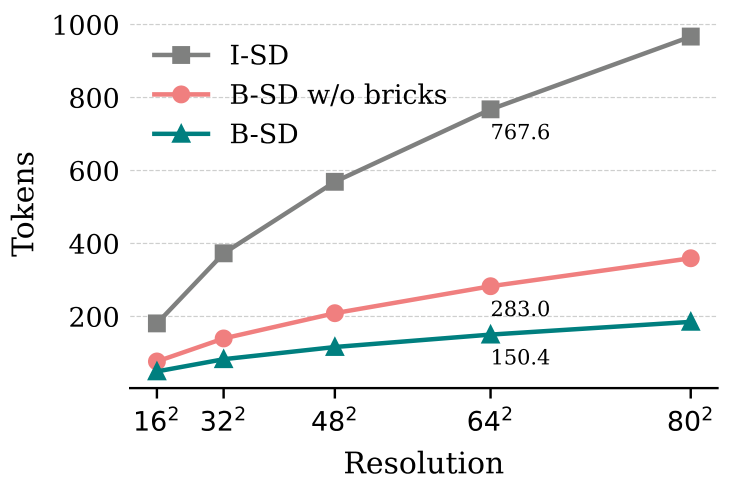 1000
800
600
400
200
Tokens
I-SD
B-SD w/o bricks
B-SD
767.6
283.0
150.4
16² 32² 48² 64² 80²
Resolution